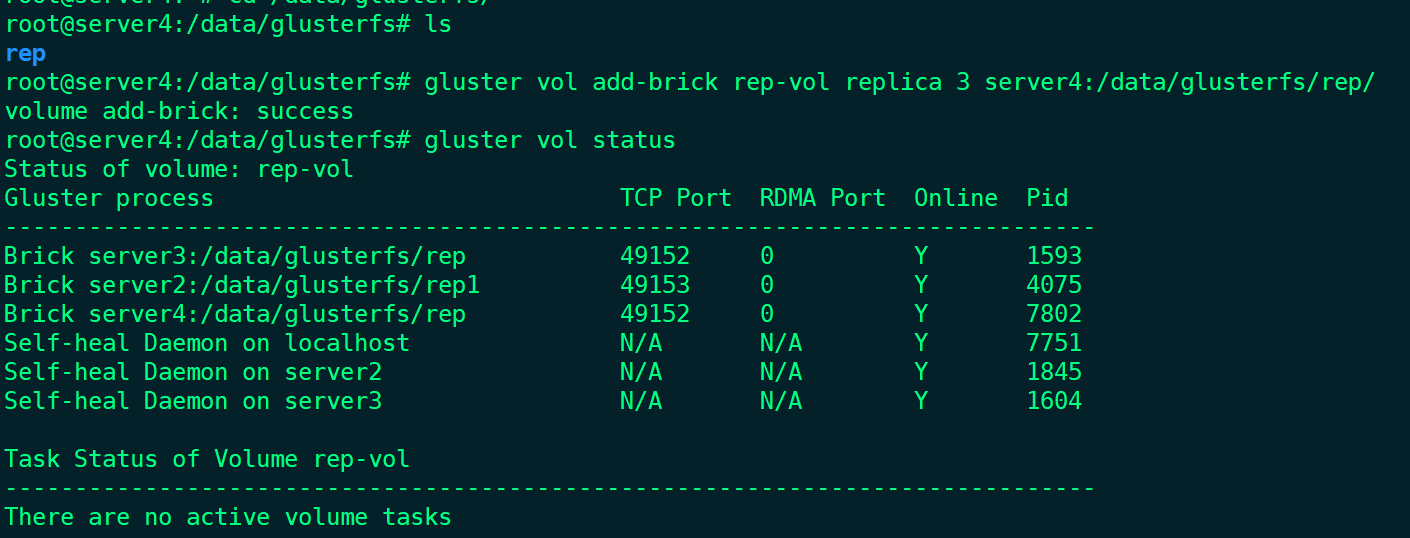 root@server4:~# cd /data/glusterfs/
root@server4:/data/glusterfs# ls
rep
root@server4:/data/glusterfs# gluster vol add-brick rep-vol replica 3 server4:/data/glusterfs/rep/
volume add-brick: success
root@server4:/data/glusterfs# gluster vol status
Status of volume: rep-vol
Gluster process                             TCP Port  RDMA Port  Online  Pid
------------------------------------------------------------------------------
Brick server3:/data/glusterfs/rep           49152     0          Y       1593
Brick server2:/data/glusterfs/rep1          49153     0          Y       4075
Brick server4:/data/glusterfs/rep           49152     0          Y       7802
Self-heal Daemon on localhost               N/A       N/A        Y       7751
Self-heal Daemon on server2                 N/A       N/A        Y       1845
Self-heal Daemon on server3                 N/A       N/A        Y       1604
Task Status of Volume rep-vol
------------------------------------------------------------------------------
There are no active volume tasks